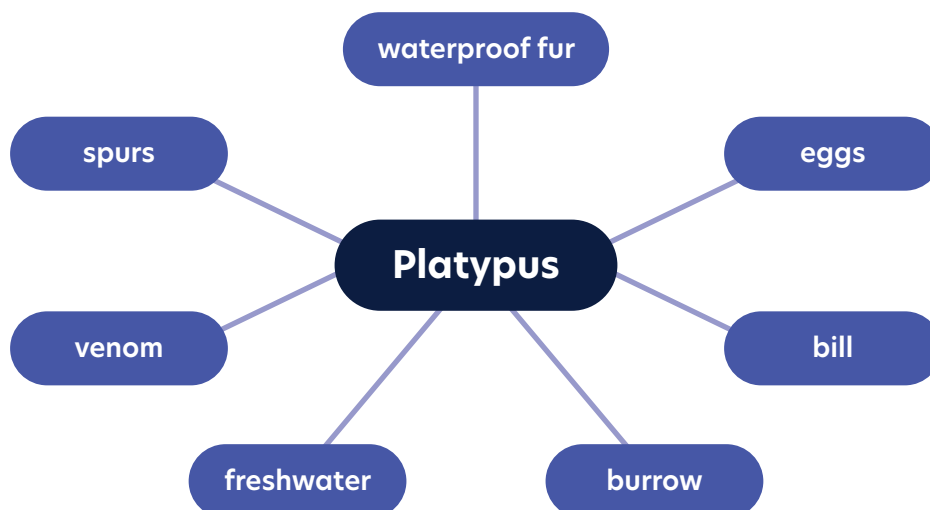 waterproof fur
spurs
eggs
Platypus
venom
bill
freshwater
burrow